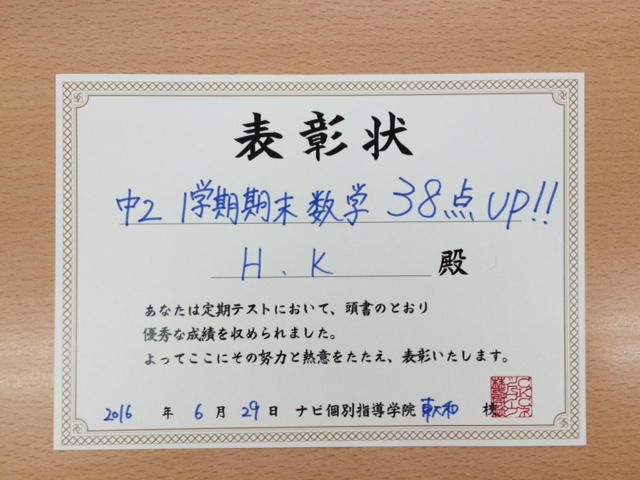 表彰状
中2 1学期期末 数学 38点 UP!!
H.K 殿
あなたは定期テストにおいて、頭書のとおり
優秀な成績を収められました。
よってここにその努力と熱意をたたえ、表彰いたします。
2016 年 6 月 29 日 ナビ個別指導学院 東大和 校